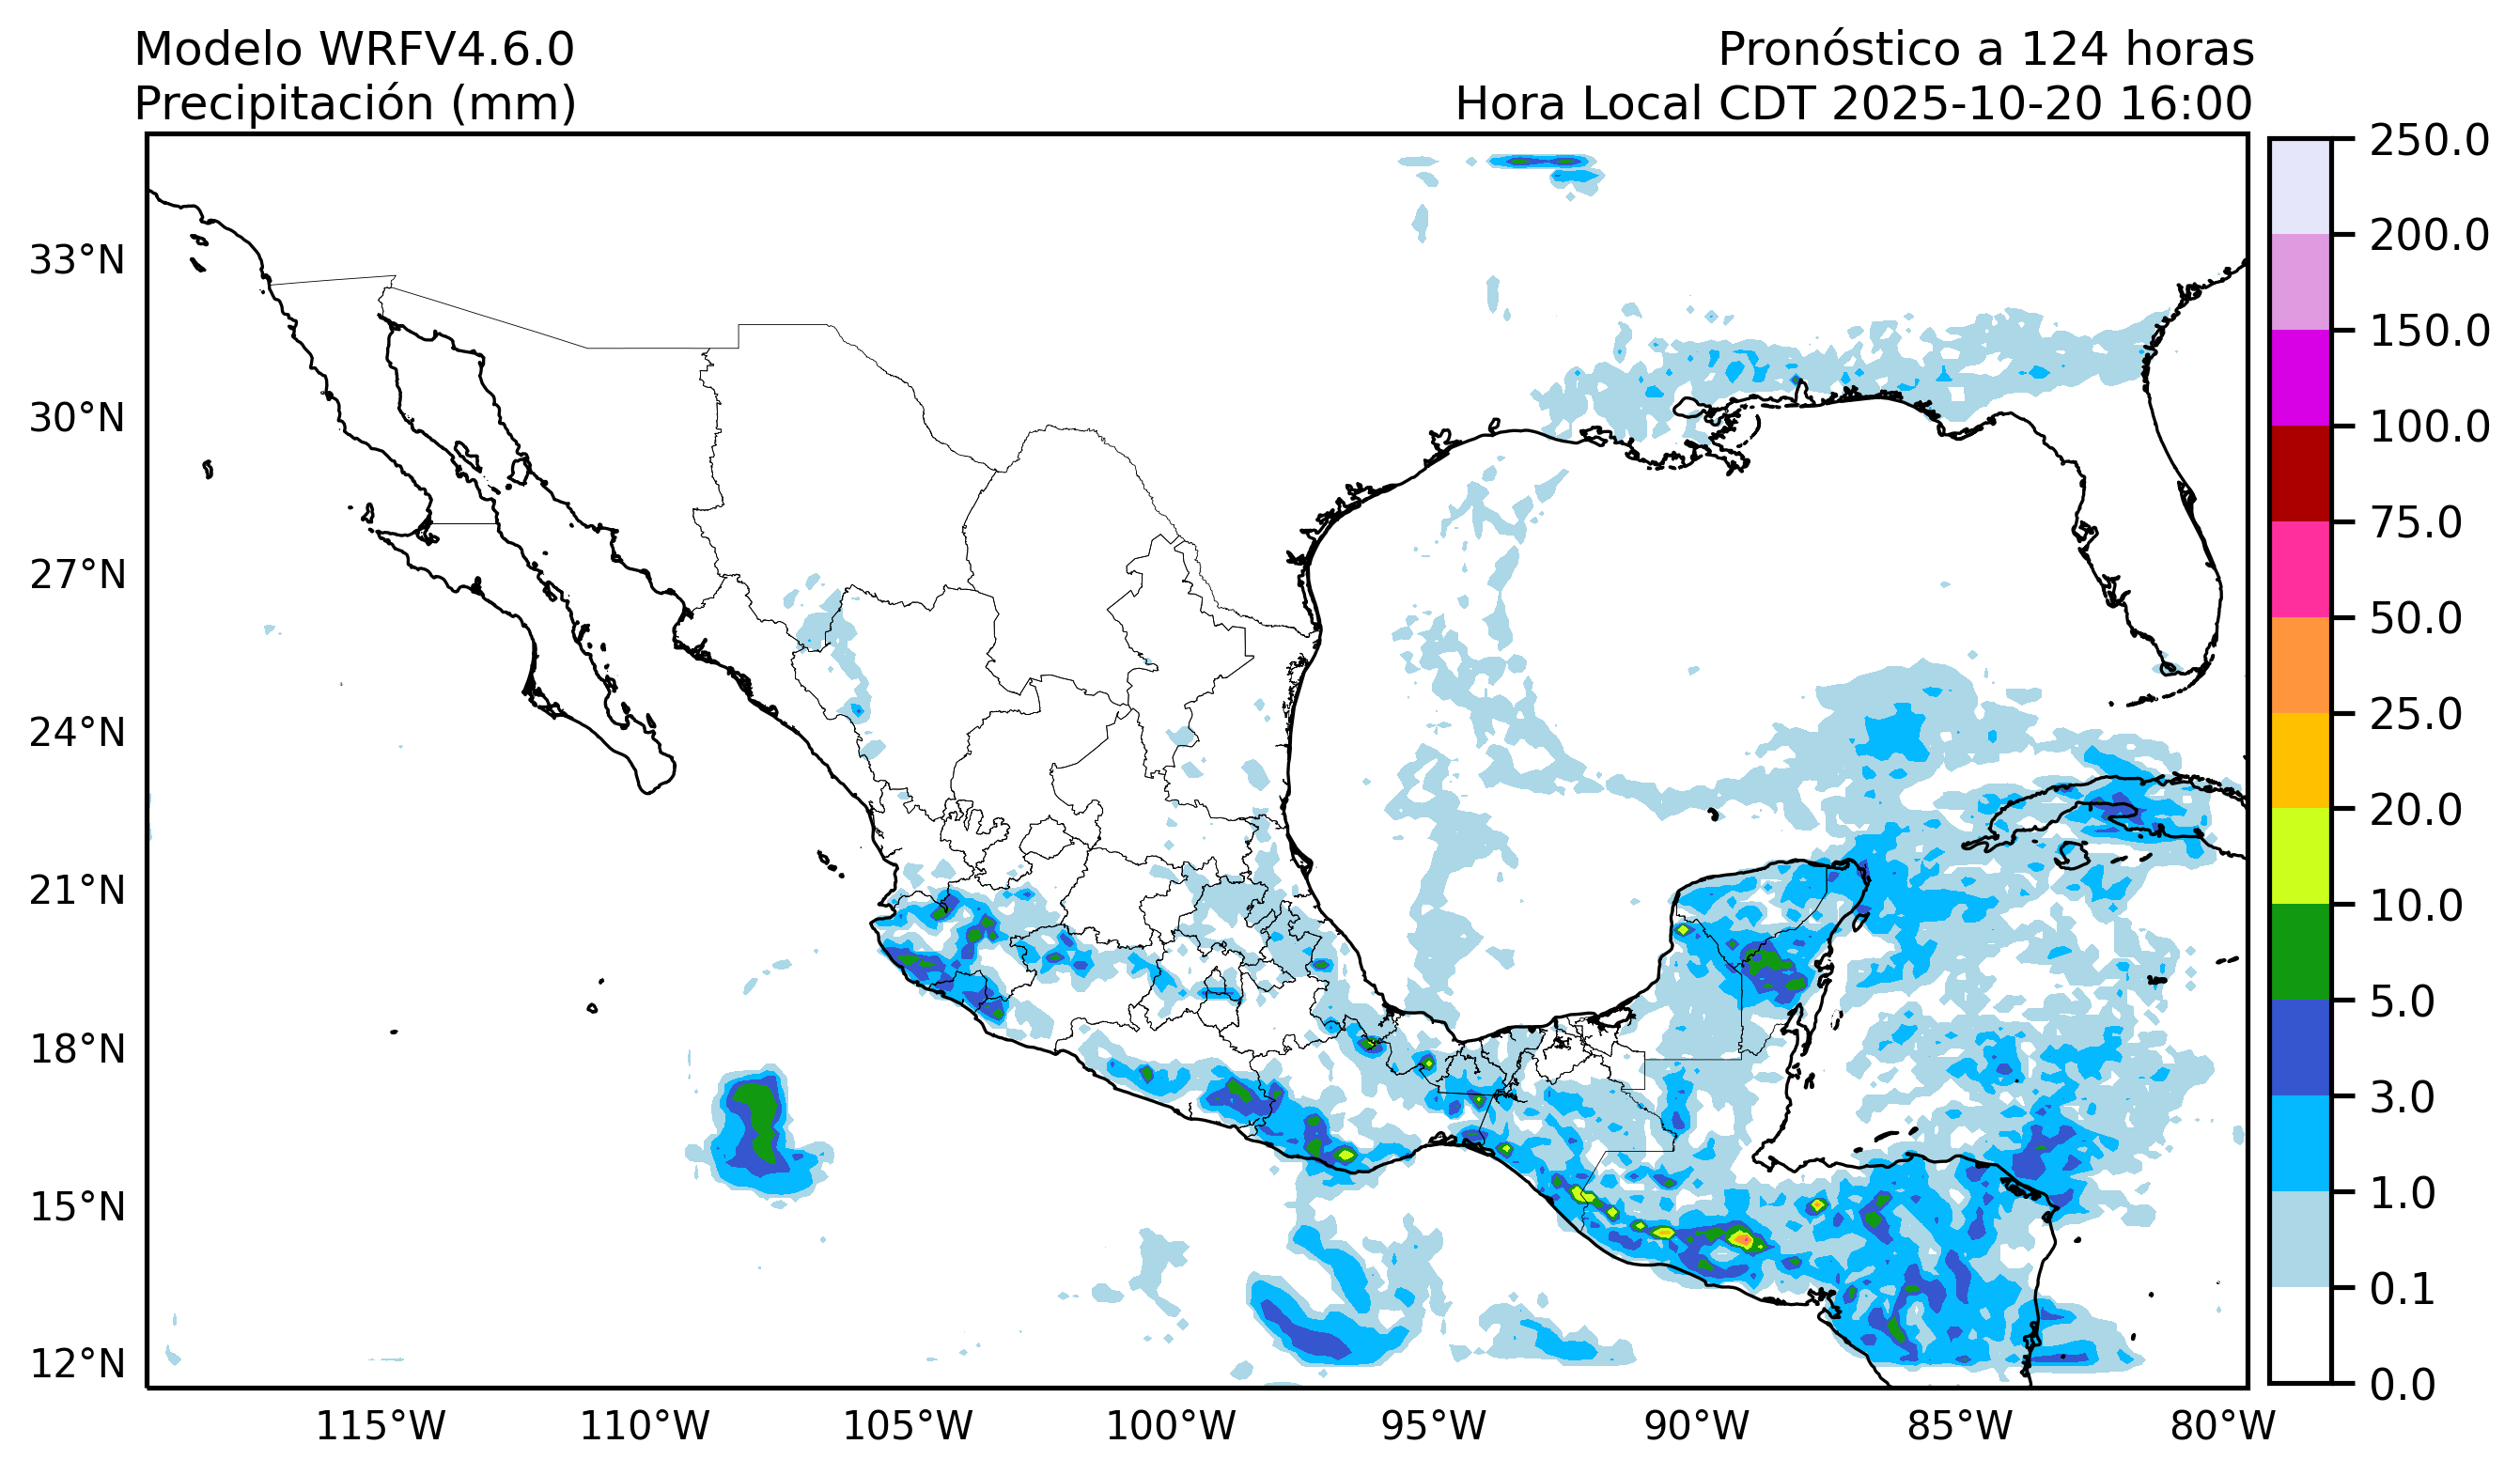 Modelo WRFV4.6.0
Precipitación (mm)
Pronóstico a 124 horas
Hora Local CDT 2025-10-20 16:00
33°N
30°N
27°N
24°N
21°N
18°N
15°N
12°N
115°W
110°W
105°W
100°W
95°W
90°W
85°W
80°W
250.0
200.0
150.0
100.0
75.0
50.0
25.0
20.0
10.0
5.0
3.0
1.0
0.1
0.0